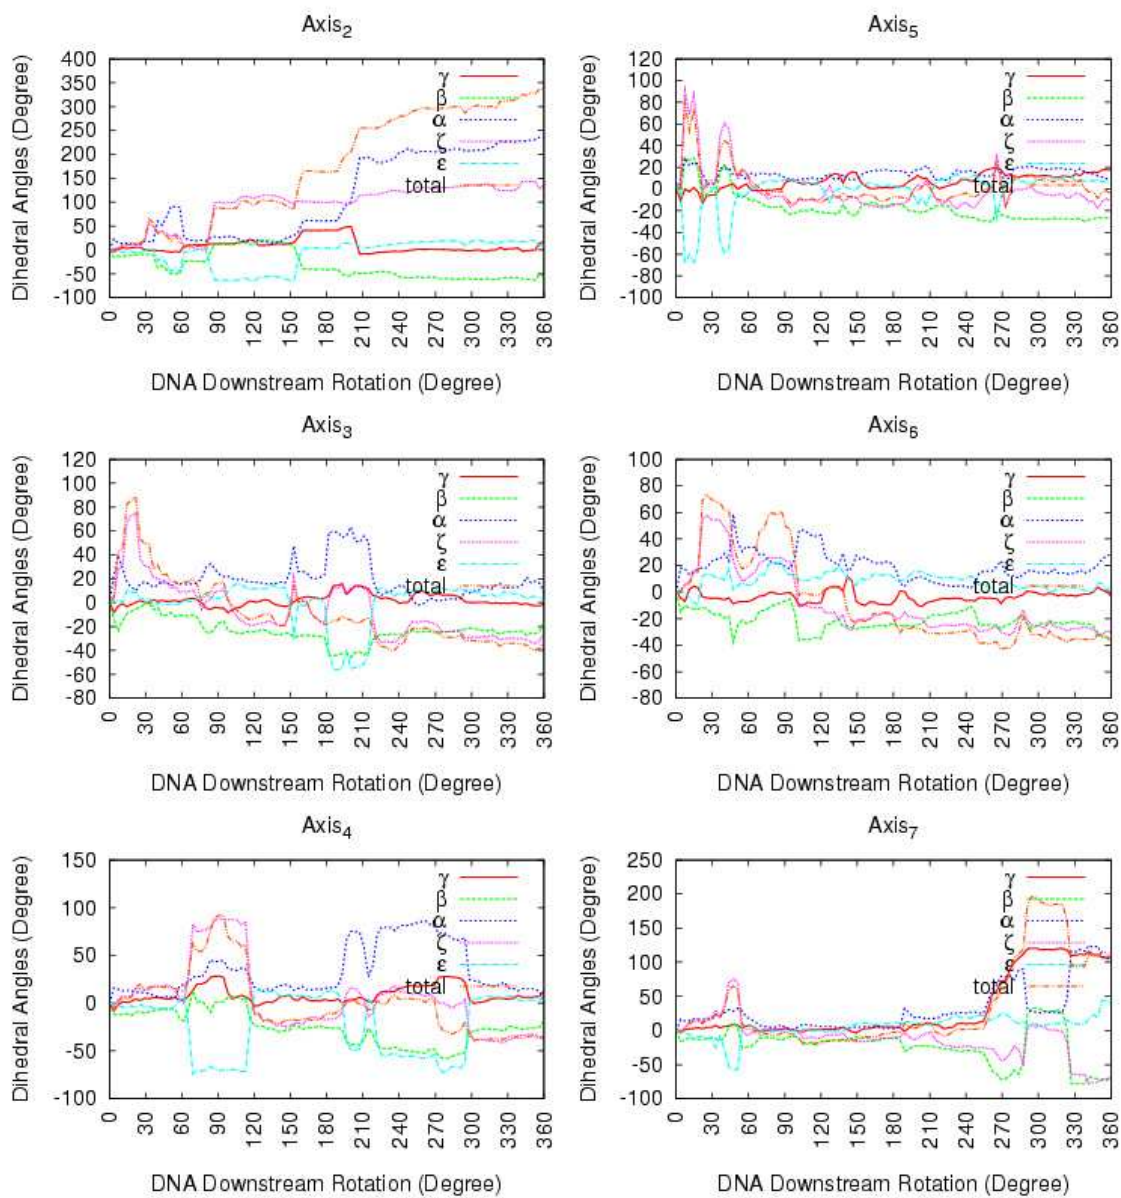 Axis2
Dihedral Angles (Degree)
400
350
300
250
200
150
100
50
0
-50
-100
γ
β
α
ζ
ε
total
0 30 60 90 120 150 180 210 240 270 300 330 360
DNA Downstream Rotation (Degree)
Axis5
Dihedral Angles (Degree)
120
100
80
60
40
20
0
-20
-40
-60
-80
-100
γ
β
α
ζ
ε
total
0 30 60 90 120 150 180 210 240 270 300 330 360
DNA Downstream Rotation (Degree)
Axis3
Dihedral Angles (Degree)
120
100
80
60
40
20
0
-20
-40
-60
-80
γ
β
α
ζ
ε
total
0 30 60 90 120 150 180 210 240 270 300 330 360
DNA Downstream Rotation (Degree)
Axis6
Dihedral Angles (Degree)
100
80
60
40
20
0
-20
-40
-60
-80
γ
β
α
ζ
ε
total
0 30 60 90 120 150 180 210 240 270 300 330 360
DNA Downstream Rotation (Degree)
Axis4
Dihedral Angles (Degree)
150
100
50
0
-50
-100
γ
β
α
ζ
ε
total
0 30 60 90 120 150 180 210 240 270 300 330 360
DNA Downstream Rotation (Degree)
Axis7
Dihedral Angles (Degree)
250
200
150
100
50
0
-50
-100
γ
β
α
ζ
ε
total
0 30 60 90 120 150 180 210 240 270 300 330 360
DNA Downstream Rotation (Degree)